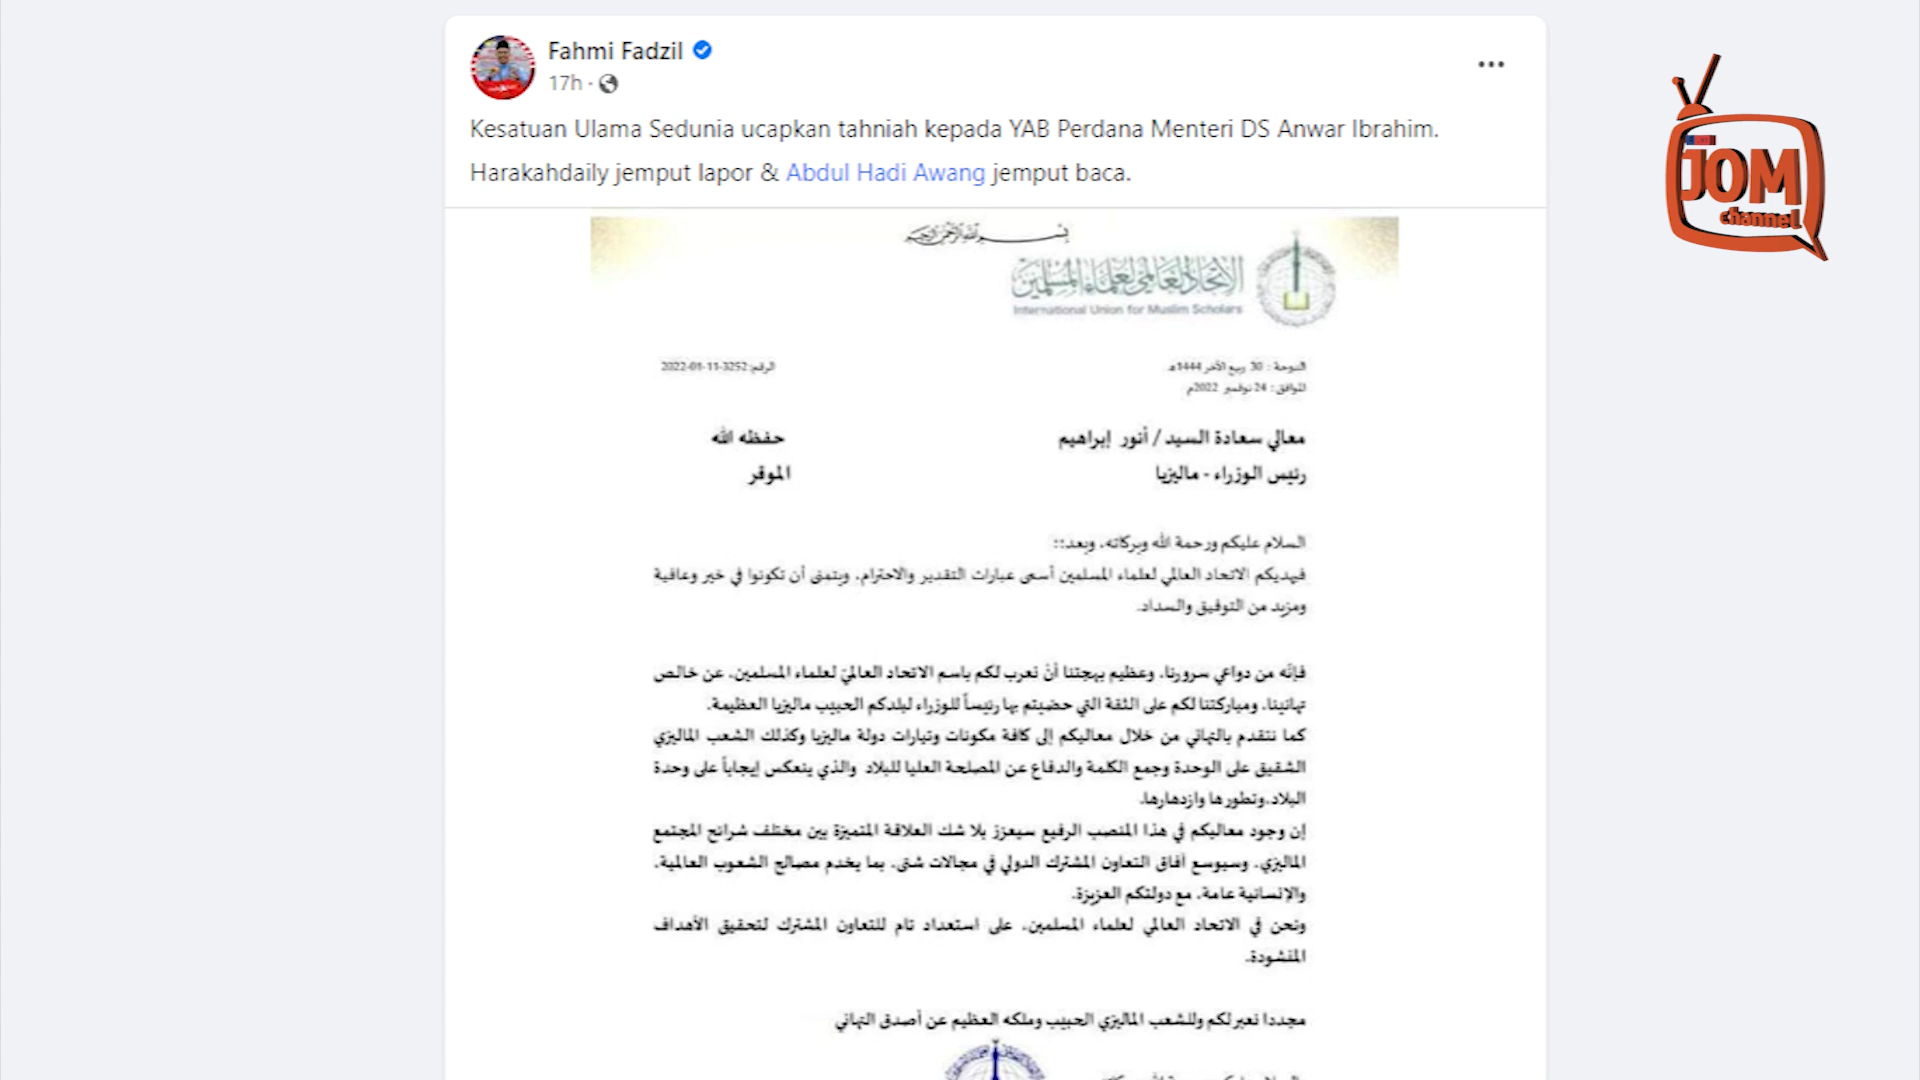 Fahmi Fadzil
17h ·
Kesatuan Ulama Sedunia ucapkan tahniah kepada YAB Perdana Menteri DS Anwar Ibrahim.
Harakahdaily jemput lapor & Abdul Hadi Awang jemput baca.
JOM
channel
بسم الله الرحمن الرحيم
الاتحاد العالمي لعلماء المسلمين
International Union for Muslim Scholars
الدوحة : 30 ربيع الآخر 1444هـ
الرقم: 3252-11-01-2022
الموافق : 24 نوفمبر 2022م
معالي سعادة السيد / أنور إبراهيم حفظه الله
رئيس الوزراء - ماليزيا الموقر
السلام عليكم ورحمة الله وبركاته، وبعد::
فيهديكم الاتحاد العالمي لعلماء المسلمين أسمى عبارات التقدير والاحترام، ويتمنى أن تكونوا في خير وعافية
ومزيد من التوفيق والسداد.
فإنّه من دواعي سرورنا، وعظيم بهجتنا أنْ نعرب لكم باسم الاتحاد العالميّ لعلماء المسلمين، عن خالص
تهانينا، ومباركتنا لكم على الثقة التي حضيتم بها رئيساً للوزراء لبلدكم الحبيب ماليزيا العظيمة.
كما نتقدم بالتهاني من خلال معاليكم إلى كافة مكونات وتيارات دولة ماليزيا وكذلك الشعب الماليزي
الشقيق على الوحدة وجمع الكلمة والدفاع عن المصلحة العليا للبلاد والذي ينعكس إيجاباً على وحدة
البلاد،وتطورها وازدهارها.
إن وجود معاليكم في هذا المنصب الرفيع سيعزز بلا شك العلاقة المتميزة بين مختلف شرائح المجتمع
الماليزي، وسيوسع آفاق التعاون المشترك الدولي في مجالات شتى، بما يخدم مصالح الشعوب العالمية،
والإنسانية عامة، مع دولتكم العزيزة.
ونحن في الاتحاد العالمي لعلماء المسلمين، على استعداد تام للتعاون المشترك لتحقيق الأهداف
المنشودة.
مجددا نعبر لكم وللشعب الماليزي الحبيب وملكه العظيم عن أصدق التهاني